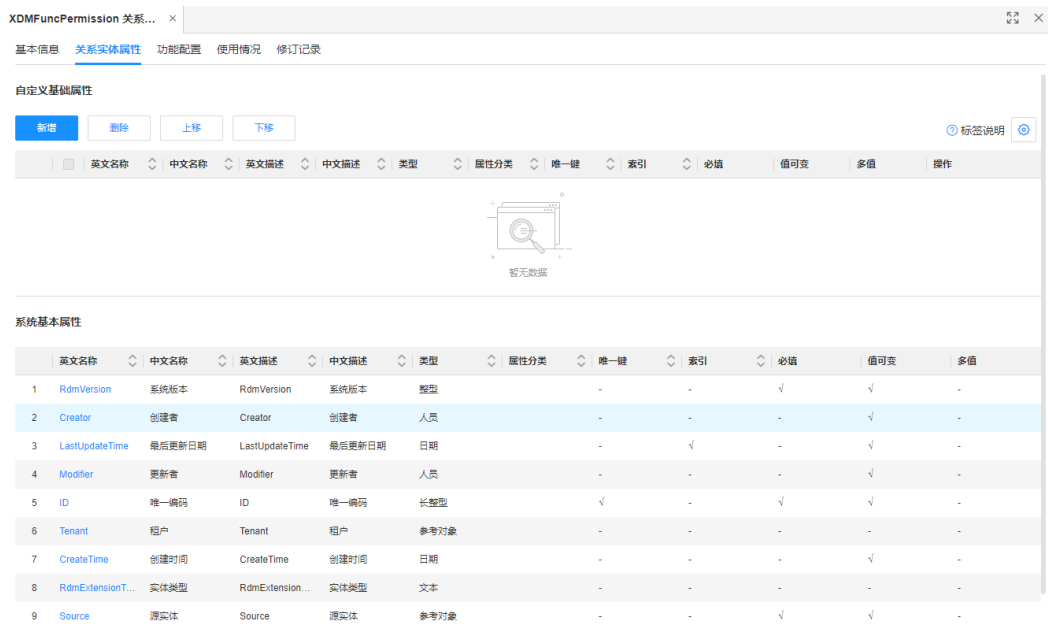 XDMFuncPermission 关系... ×
基本信息 关系实体属性 功能配置 使用情况 修订记录
自定义基础属性
新增 删除 上移 下移 标签说明
英文名称 中文名称 英文描述 中文描述 类型 属性分类 唯一键 索引 必填 值可变 多值 操作
暂无数据
系统基本属性
英文名称 中文名称 英文描述 中文描述 类型 属性分类 唯一键 索引 必填 值可变 多值
1 RdmVersion 系统版本 RdmVersion 系统版本 整型 - - √ √ -
2 Creator 创建者 Creator 创建者 人员 - - - √ -
3 LastUpdateTime 最后更新日期 LastUpdateTime 最后更新日期 日期 - √ - √ -
4 Modifier 更新者 Modifier 更新者 人员 - - - √ -
5 ID 唯一编码 ID 唯一编码 长整型 √ - √ √ -
6 Tenant 租户 Tenant 租户 参考对象 - - - - -
7 CreateTime 创建时间 CreateTime 创建时间 日期 - - - √ -
8 RdmExtensionT... 实体类型 RdmExtension... 实体类型 文本 - - - - -
9 Source 源实体 Source 源实体 参考对象 - - √ √ -